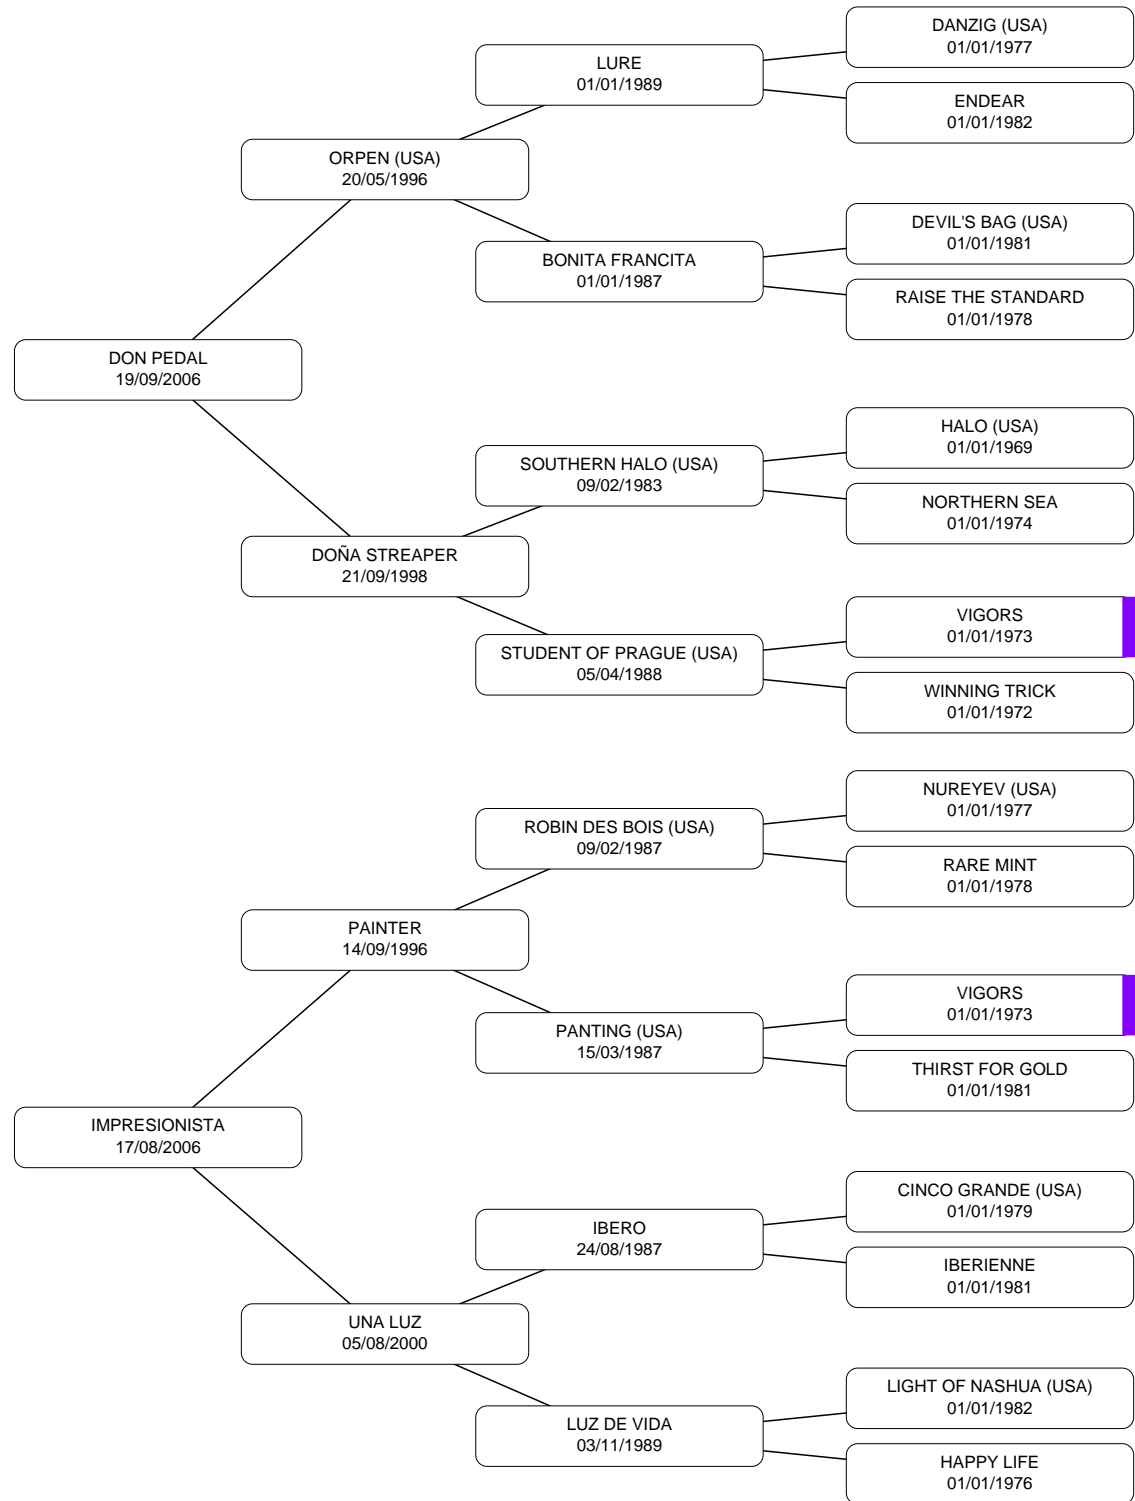 DANZIG (USA)
01/01/1977
LURE
01/01/1989
ENDEAR
01/01/1982
ORPEN (USA)
20/05/1996
DEVIL'S BAG (USA)
01/01/1981
BONITA FRANCITA
01/01/1987
RAISE THE STANDARD
01/01/1978
DON PEDAL
19/09/2006
HALO (USA)
01/01/1969
SOUTHERN HALO (USA)
09/02/1983
NORTHERN SEA
01/01/1974
DOÑA STREAPER
21/09/1998
VIGORS
01/01/1973
STUDENT OF PRAGUE (USA)
05/04/1988
WINNING TRICK
01/01/1972
NUREYEV (USA)
01/01/1977
ROBIN DES BOIS (USA)
09/02/1987
RARE MINT
01/01/1978
PAINTER
14/09/1996
VIGORS
01/01/1973
PANTING (USA)
15/03/1987
THIRST FOR GOLD
01/01/1981
IMPRESIONISTA
17/08/2006
CINCO GRANDE (USA)
01/01/1979
IBERO
24/08/1987
IBERIENNE
01/01/1981
UNA LUZ
05/08/2000
LIGHT OF NASHUA (USA)
01/01/1982
LUZ DE VIDA
03/11/1989
HAPPY LIFE
01/01/1976